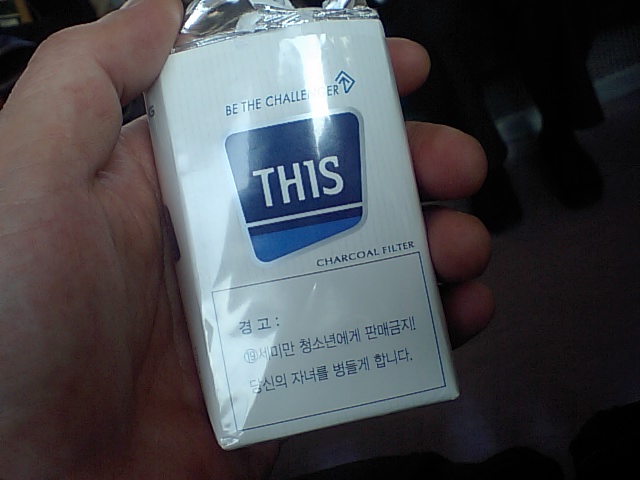 BE THE CHALLENGER
THIS
CHARCOAL FILTER
경고:
⑲세미만 청소년에게 판매금지!
당신의 자녀를 병들게 합니다.